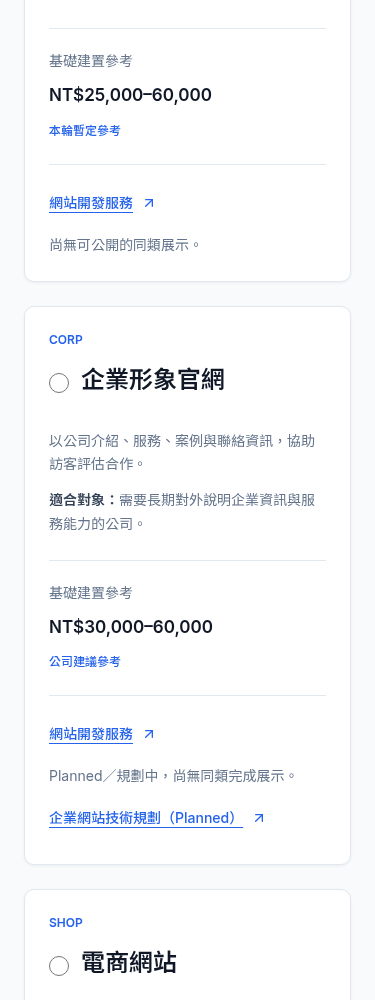 基礎建置參考
NT$25,000–60,000
本輪暫定參考
網站開發服務
尚無可公開的同類展示。
CORP
企業形象官網
以公司介紹、服務、案例與聯絡資訊，協助
訪客評估合作。
適合對象：需要長期對外說明企業資訊與服
務能力的公司。
基礎建置參考
NT$30,000–60,000
公司建議參考
網站開發服務
Planned／規劃中，尚無同類完成展示。
企業網站技術規劃（Planned）
SHOP
電商網站